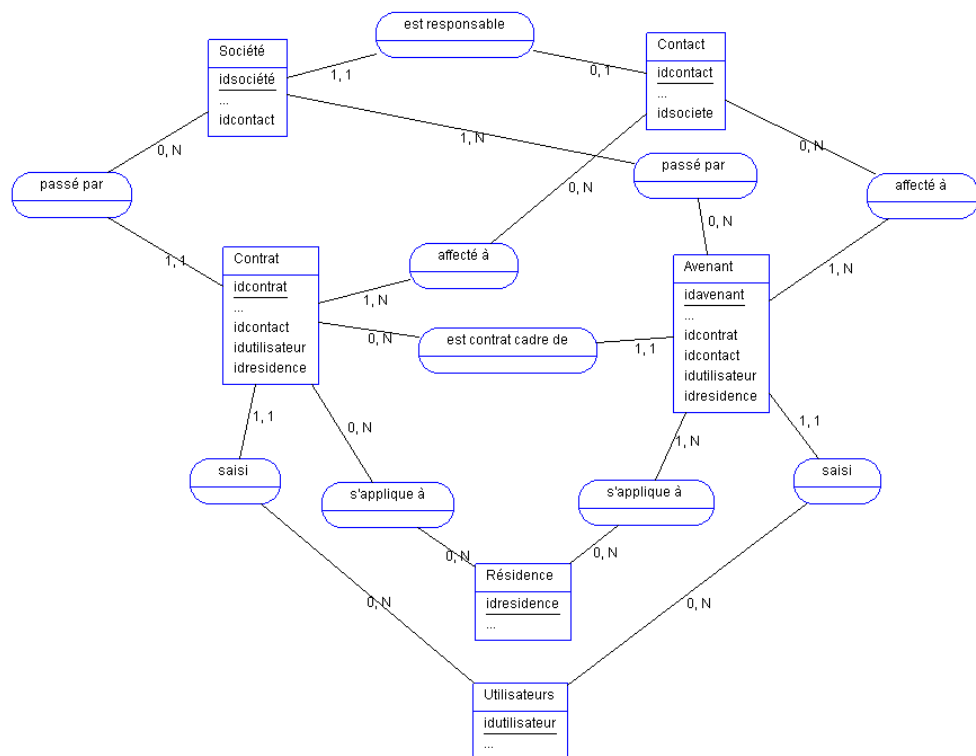 est responsable
Société
idsociété
...
idcontact
Contact
idcontact
...
idsociete
1, 1
0, 1
0, N
1, N
0, N
0, N
passé par
passé par
affecté à
1, 1
0, N
1, N
Contrat
idcontrat
...
idcontact
idutilisateur
idresidence
affecté à
1, N
Avenant
idavenant
...
idcontrat
idcontact
idutilisateur
idresidence
0, N
est contrat cadre de
1, 1
1, 1
0, N
1, N
1, 1
saisi
s'applique à
s'applique à
saisi
0, N
0, N
Résidence
idresidence
...
0, N
0, N
Utilisateurs
idutilisateur
...